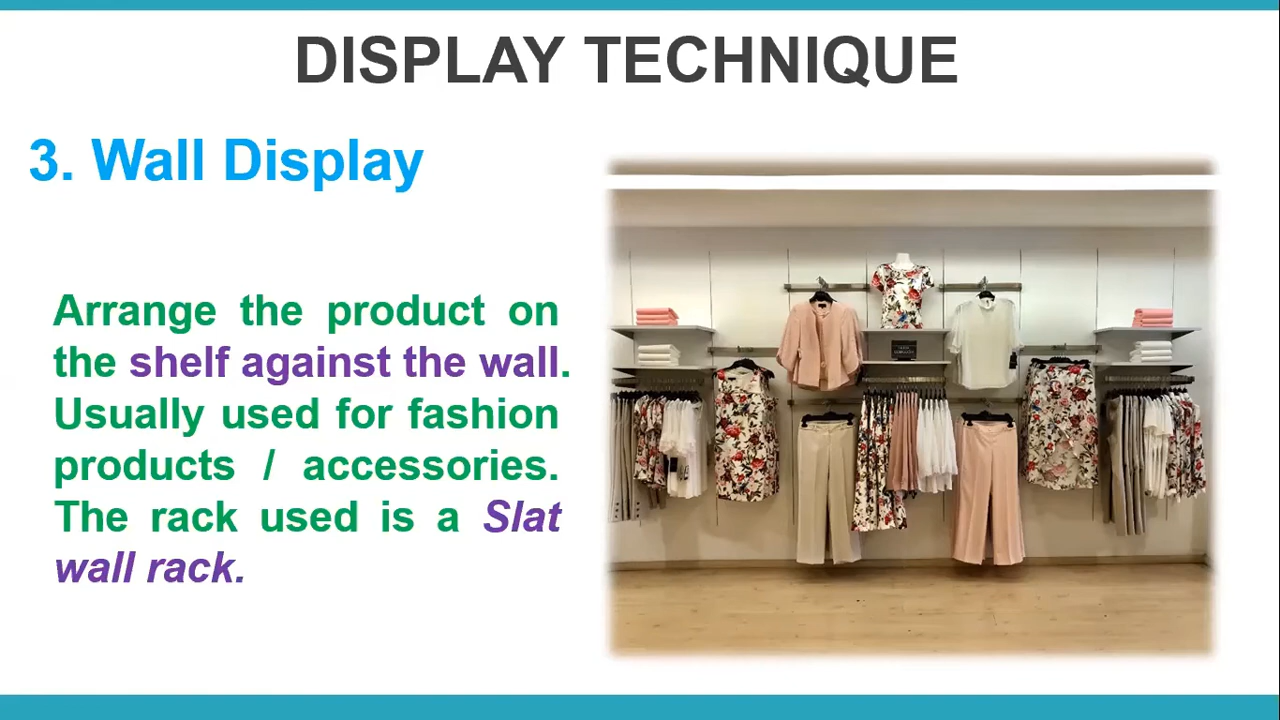 DISPLAY TECHNIQUE
3. Wall Display
Arrange the product on
the shelf against the wall.
Usually used for fashion
products / accessories.
The rack used is a Slat
wall rack.